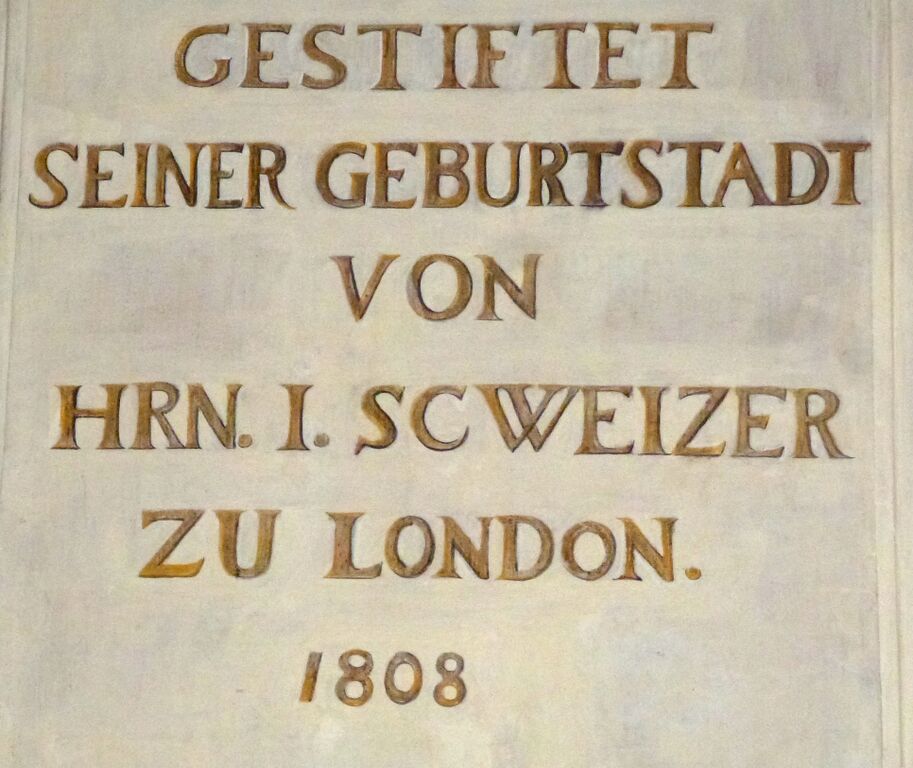 GESTIFTET
SEINER GEBURTSTADT
VON
HRN. I. SCWEIZER
ZU LONDON.
1808